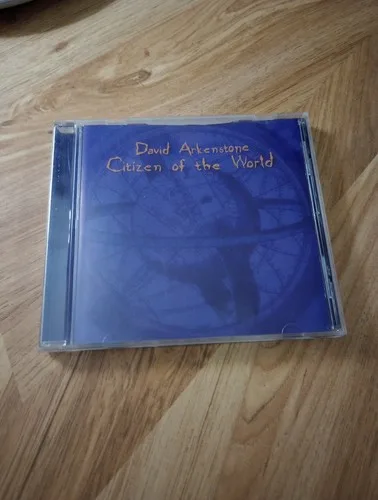 David Arkenstone
Citizen of the World